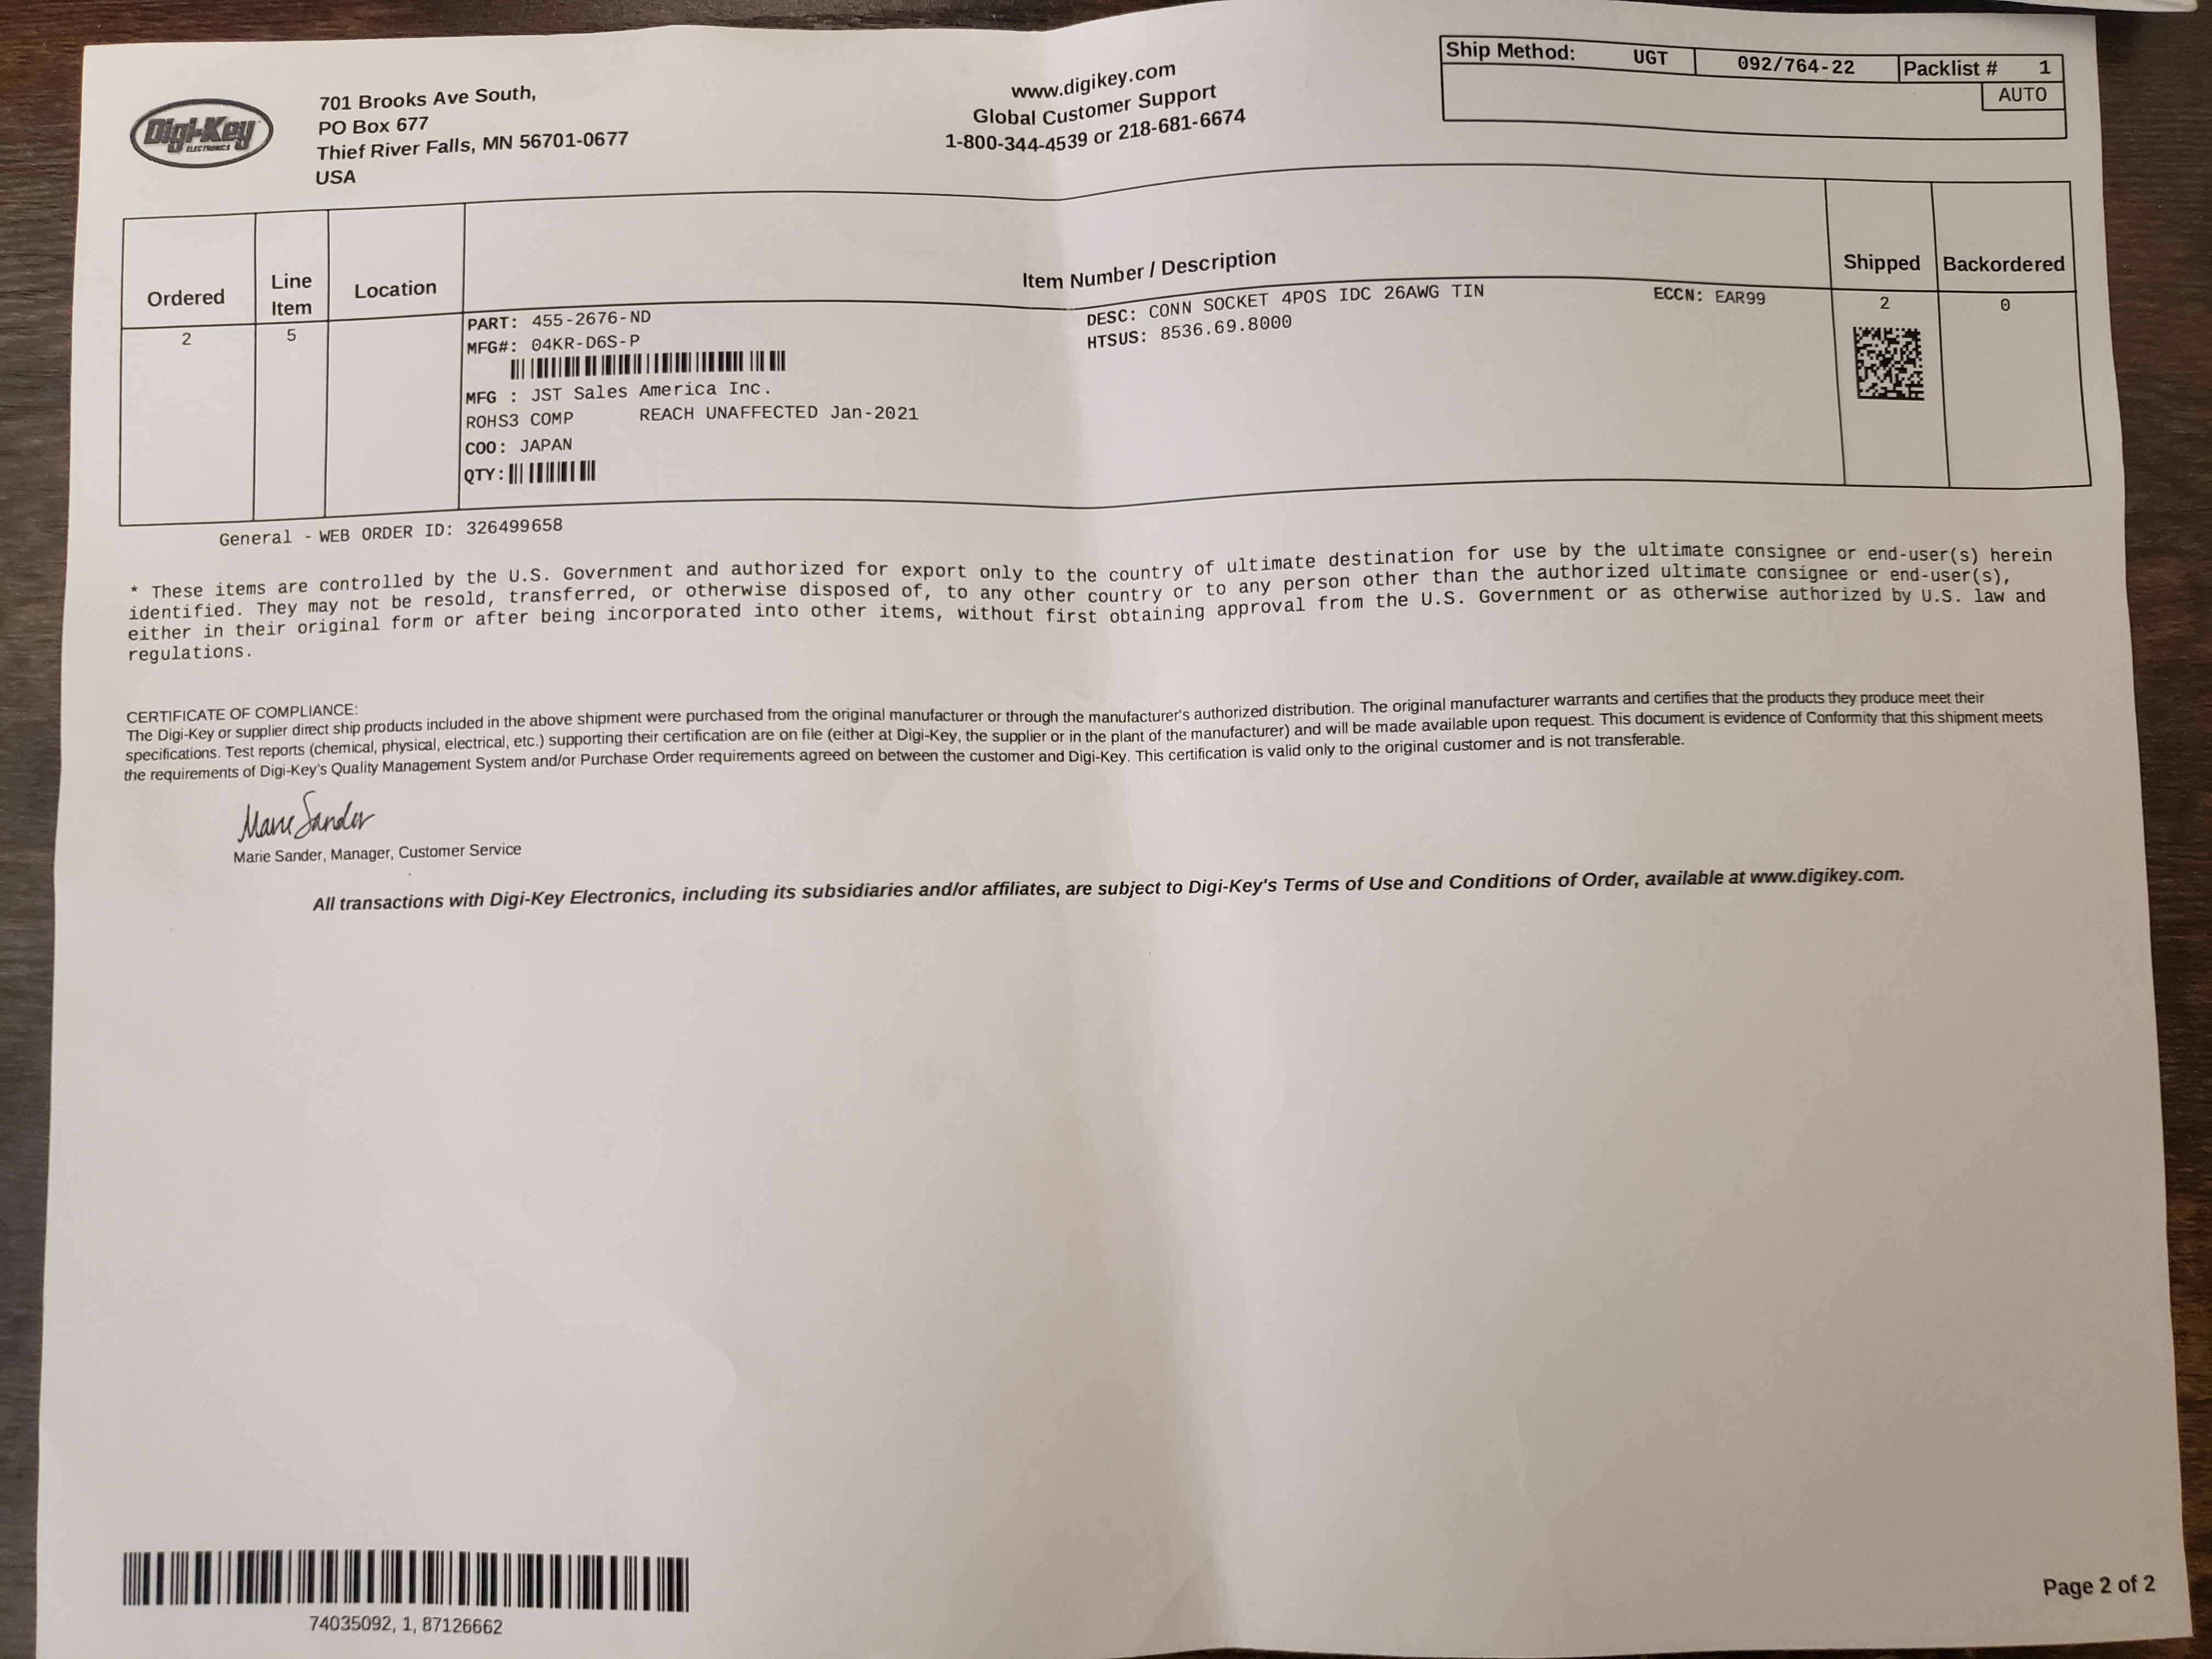 Digi-Key
ELECTRONICS
701 Brooks Ave South,
PO Box 677
Thief River Falls, MN 56701-0677
USA
www.digikey.com
Global Customer Support
1-800-344-4539 or 218-681-6674
Ship Method: UGT 092/764-22 Packlist # 1
AUTO
Ordered Line Item Location Item Number / Description Shipped Backordered
2 5 PART: 455-2676-ND DESC: CONN SOCKET 4POS IDC 26AWG TIN ECCN: EAR99 2 0
MFG#: 04KR-D6S-P HTSUS: 8536.69.8000
MFG : JST Sales America Inc.
ROHS3 COMP REACH UNAFFECTED Jan-2021
COO: JAPAN
QTY:
General - WEB ORDER ID: 326499658
* These items are controlled by the U.S. Government and authorized for export only to the country of ultimate destination for use by the ultimate consignee or end-user(s) herein
identified. They may not be resold, transferred, or otherwise disposed of, to any other country or to any person other than the authorized ultimate consignee or end-user(s),
either in their original form or after being incorporated into other items, without first obtaining approval from the U.S. Government or as otherwise authorized by U.S. law and
regulations.
CERTIFICATE OF COMPLIANCE:
The Digi-Key or supplier direct ship products included in the above shipment were purchased from the original manufacturer or through the manufacturer's authorized distribution. The original manufacturer warrants and certifies that the products they produce meet their
specifications. Test reports (chemical, physical, electrical, etc.) supporting their certification are on file (either at Digi-Key, the supplier or in the plant of the manufacturer) and will be made available upon request. This document is evidence of Conformity that this shipment meets
the requirements of Digi-Key's Quality Management System and/or Purchase Order requirements agreed on between the customer and Digi-Key. This certification is valid only to the original customer and is not transferable.
Marie Sander
Marie Sander, Manager, Customer Service
All transactions with Digi-Key Electronics, including its subsidiaries and/or affiliates, are subject to Digi-Key's Terms of Use and Conditions of Order, available at www.digikey.com.
74035092, 1, 87126662
Page 2 of 2